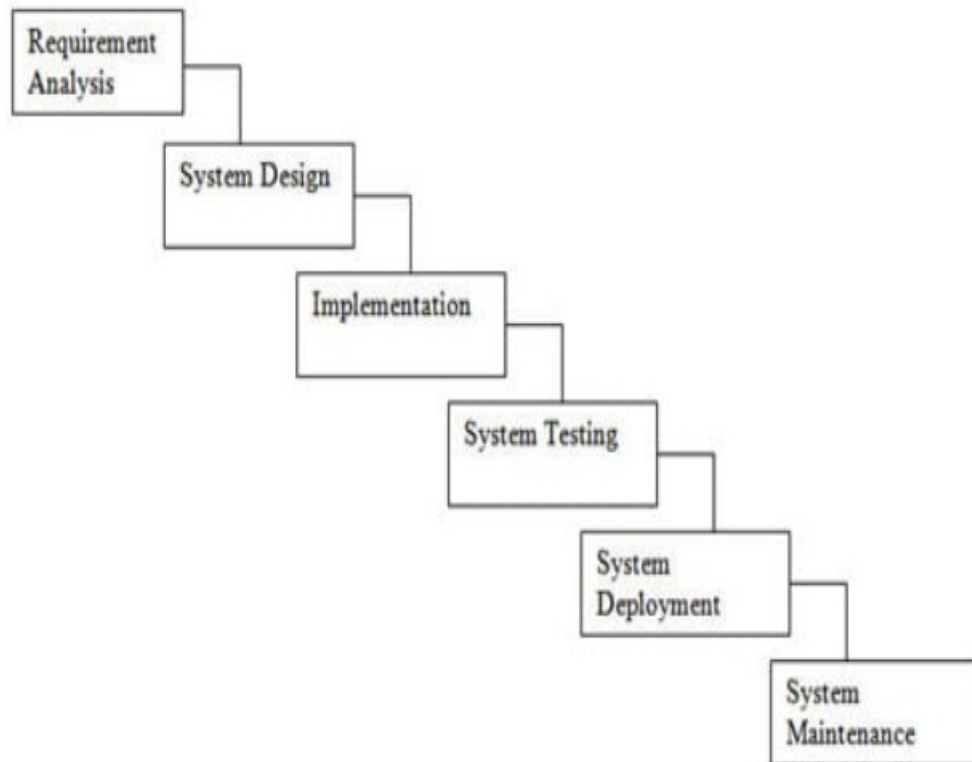 Requirement
Analysis
System Design
Implementation
System Testing
System
Deployment
System
Maintenance